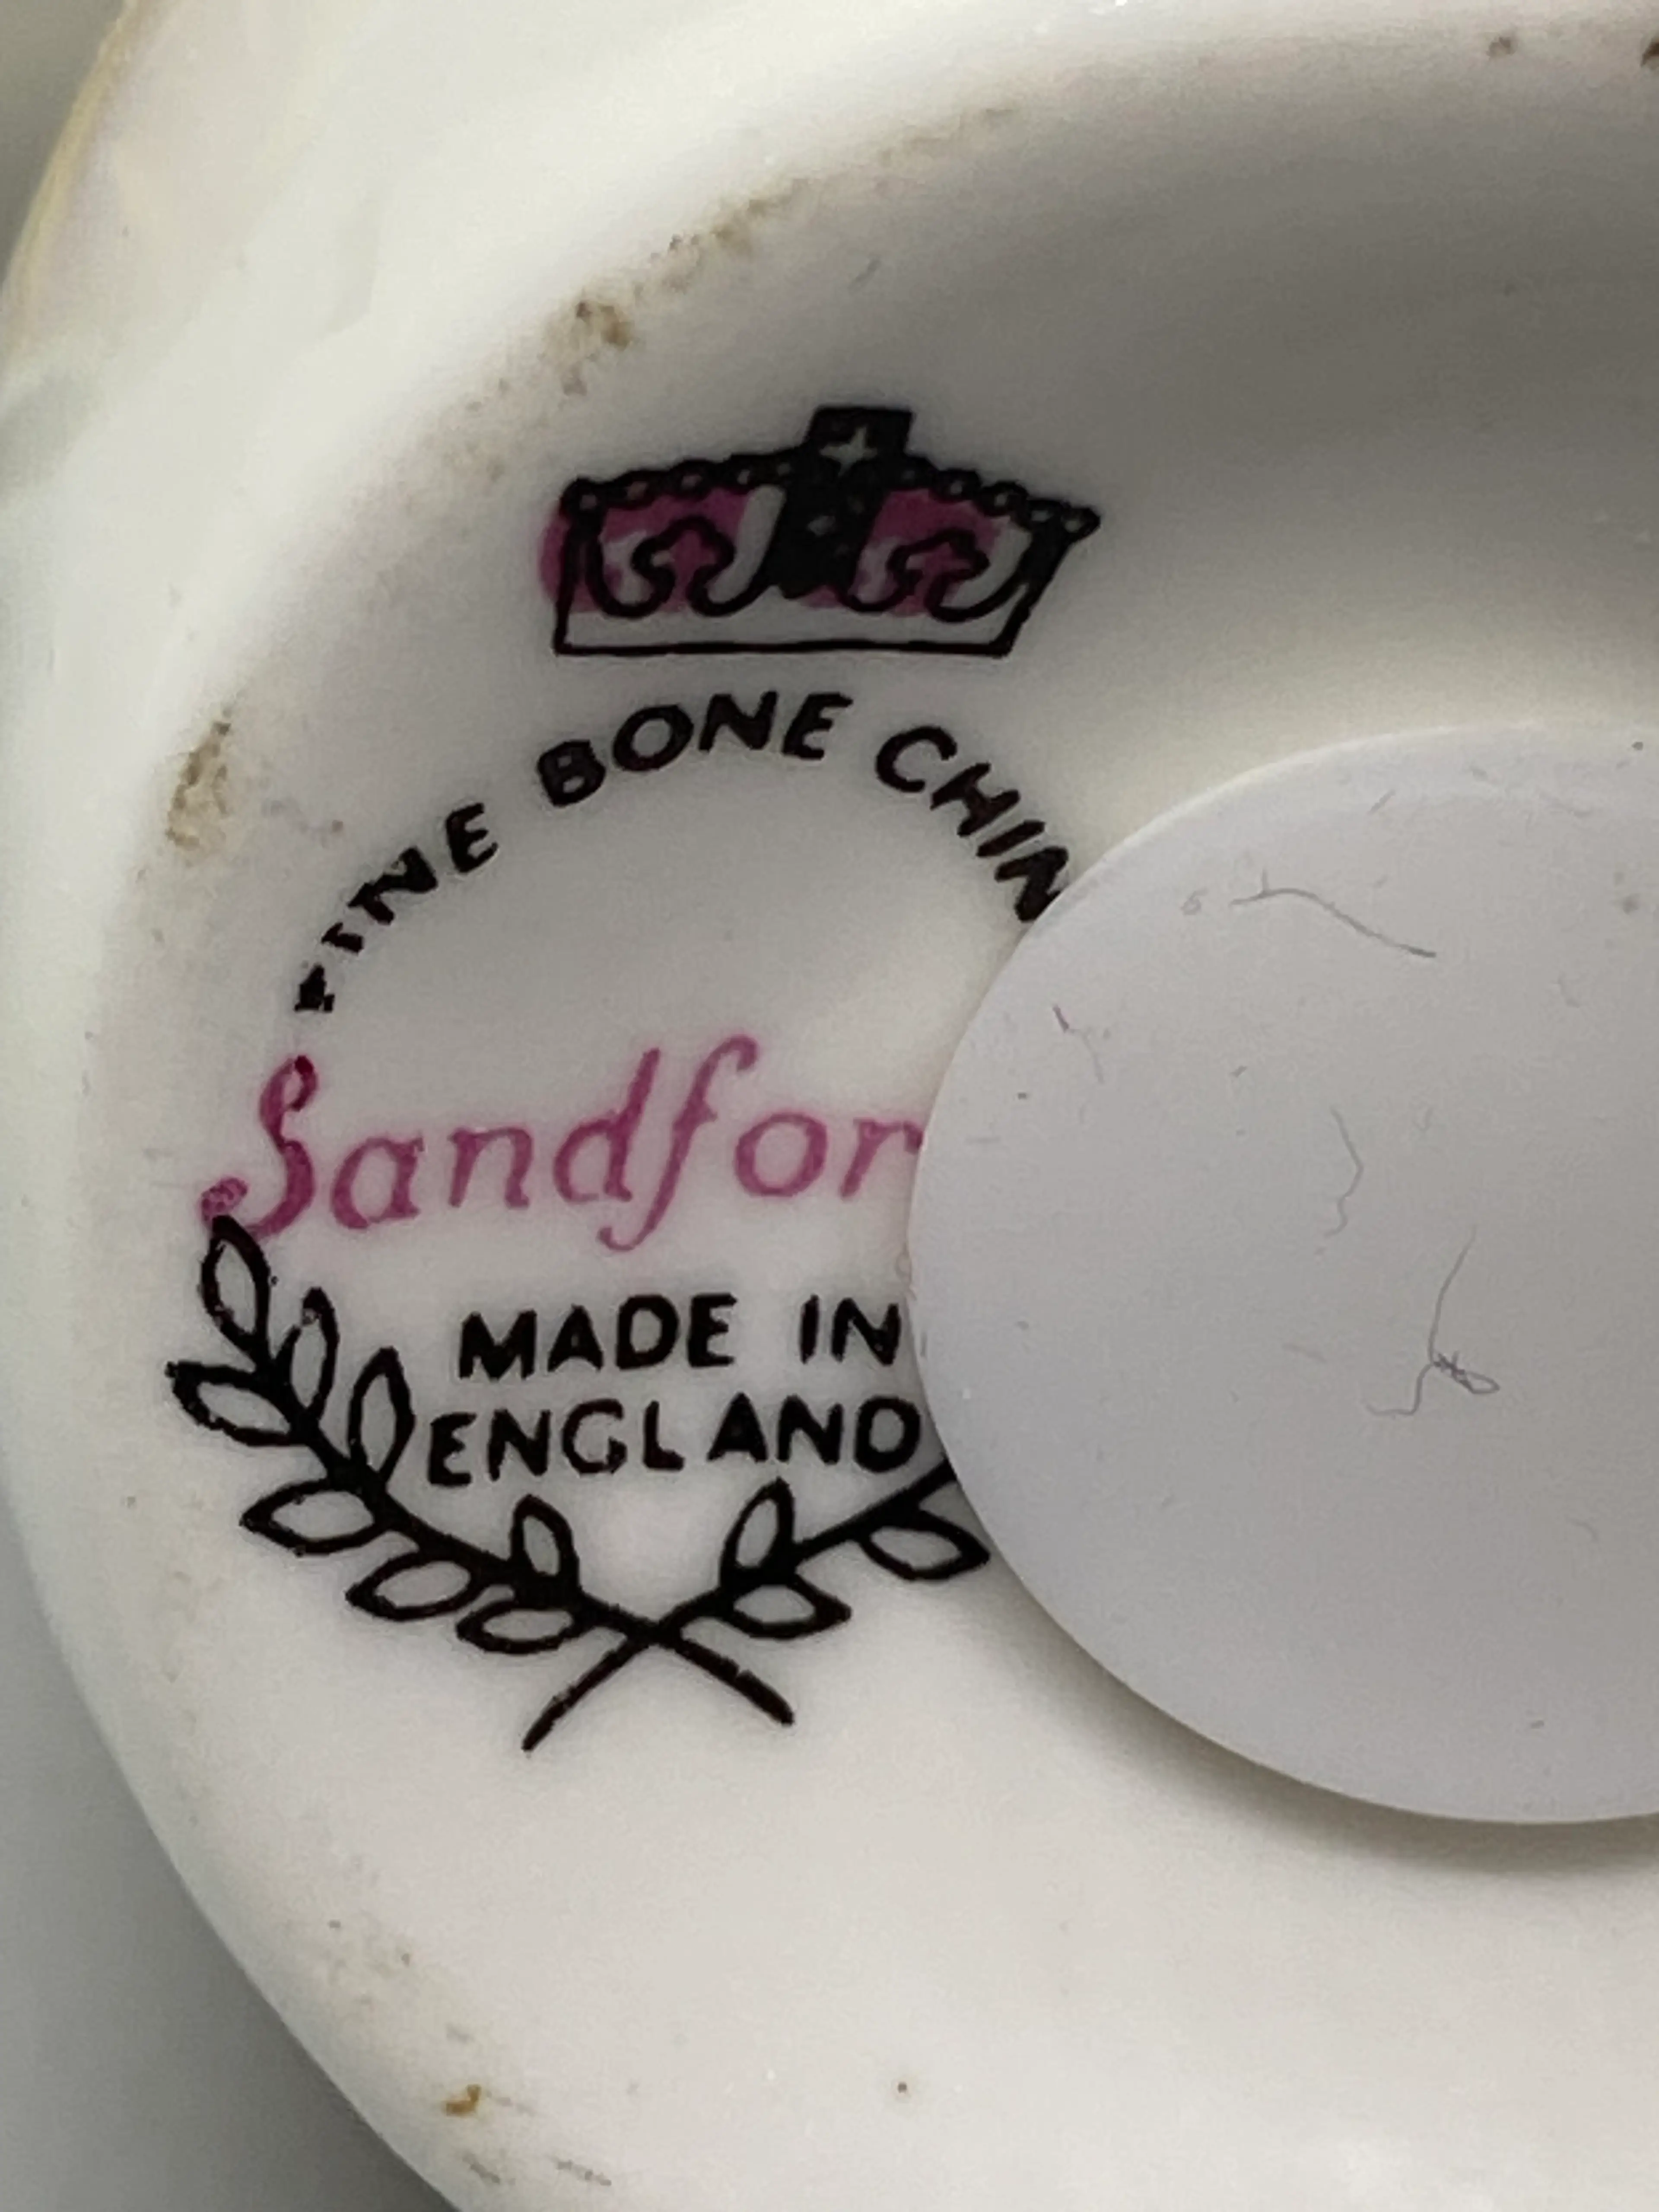 FINE BONE CHIN
Sandfor
MADE IN
ENGLAND